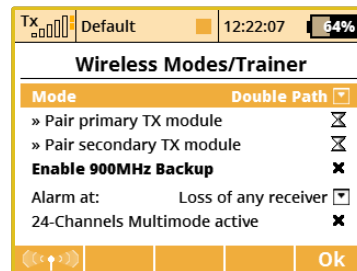 Tx Default 12:22:07 64%
Wireless Modes/Trainer
Mode Double Path
» Pair primary TX module
» Pair secondary TX module
Enable 900MHz Backup
Alarm at: Loss of any receiver
24-Channels Multimode active
Ok